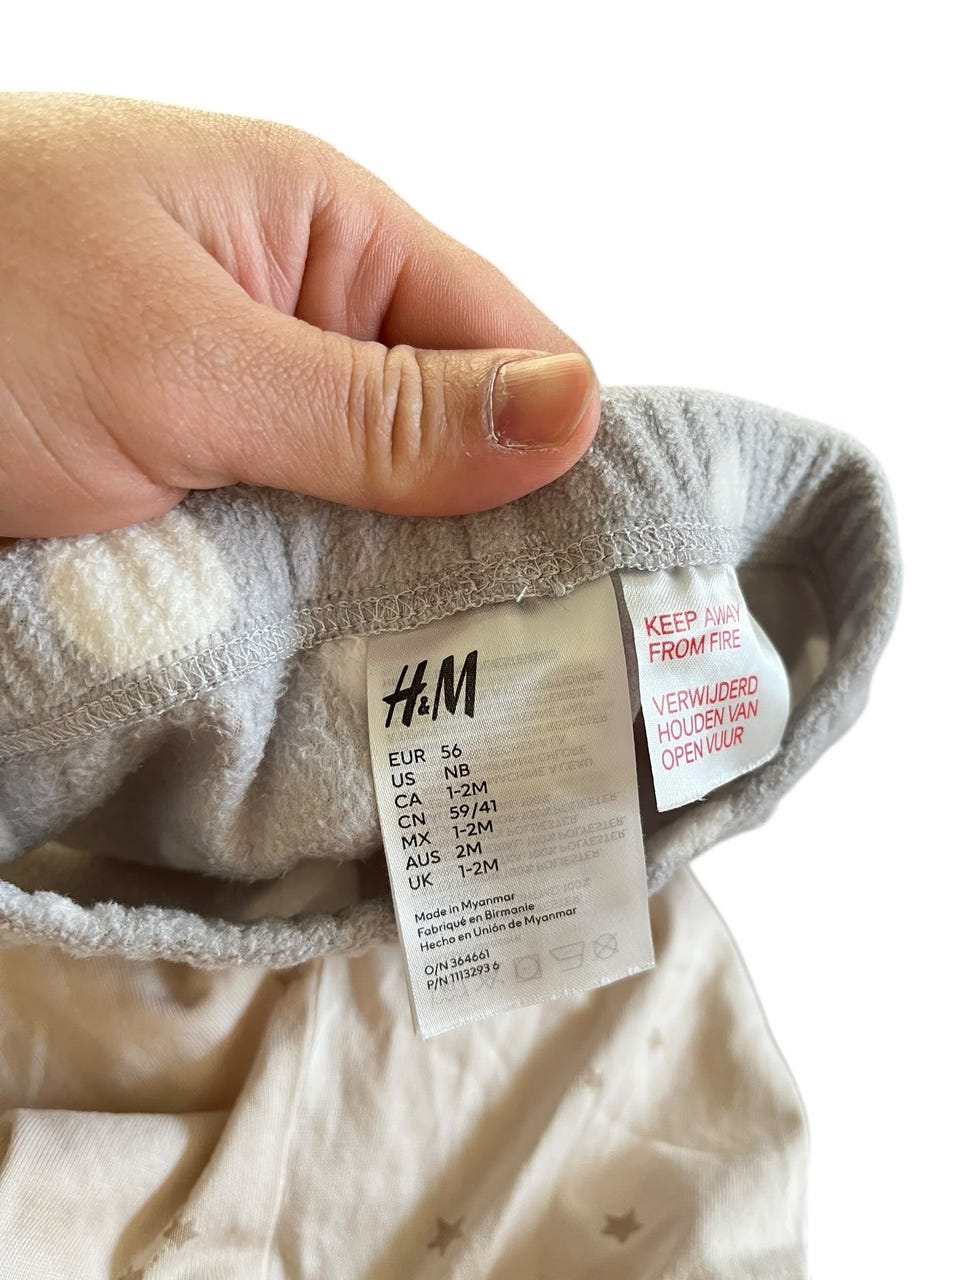 H&M
EUR 56
US NB
CA 1-2M
CN 59/41
MX 1-2M
AUS 2M
UK 1-2M
Made in Myanmar
Fabriqué en Birmanie
Hecho en Unión de Myanmar
O/N 364661
P/N 1113293 6
KEEP AWAY
FROM FIRE
VERWIJDERD
HOUDEN VAN
OPEN VUUR